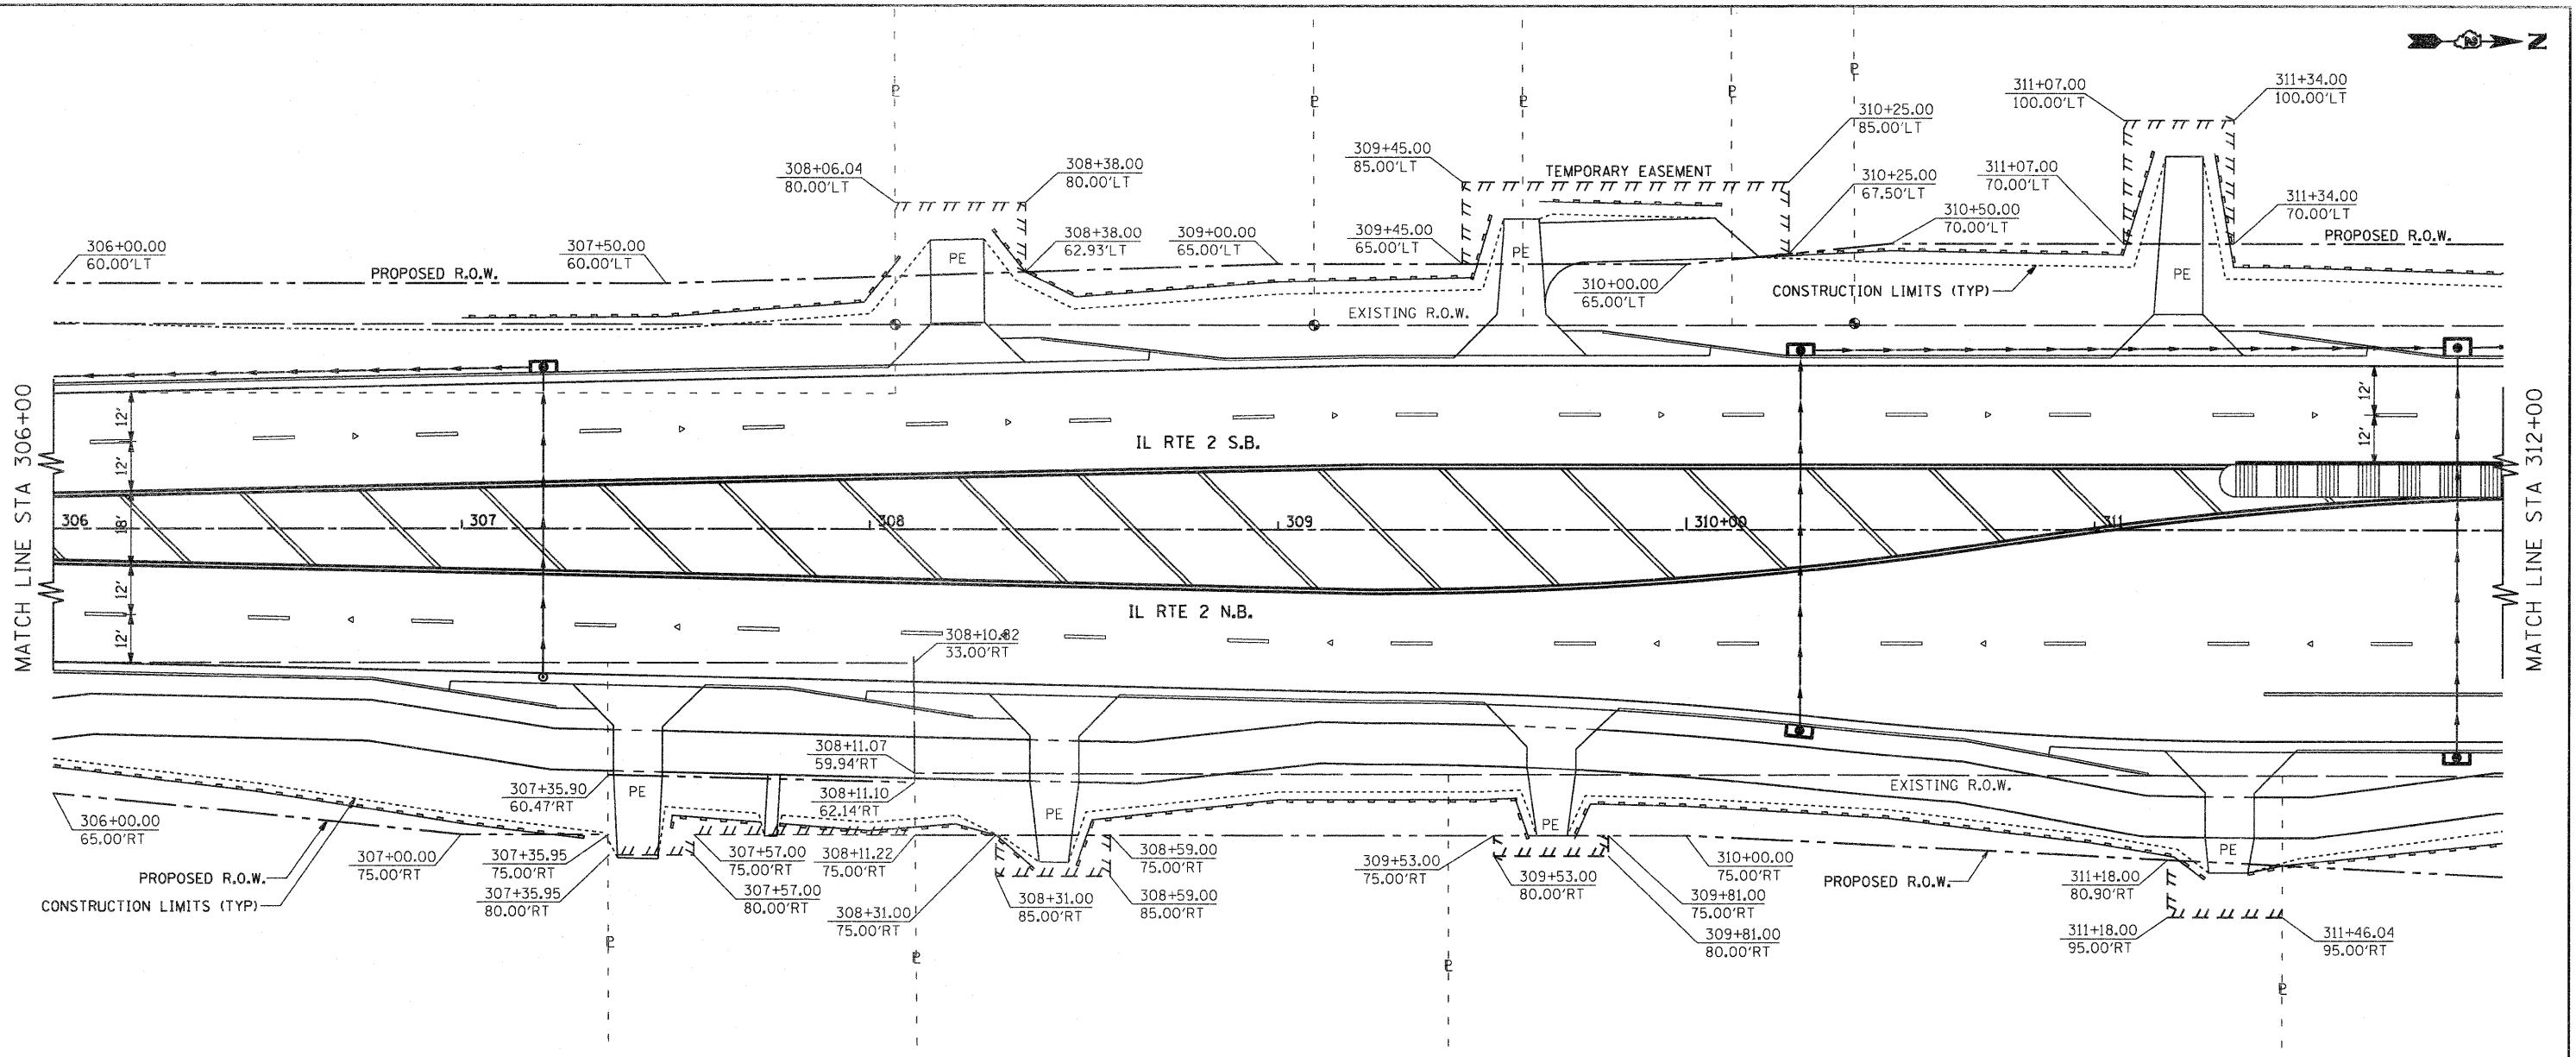 N
311+07.00
100.00'LT
311+34.00
100.00'LT
310+25.00
85.00'LT
309+45.00
85.00'LT
308+06.04
80.00'LT
308+38.00
80.00'LT
TEMPORARY EASEMENT
311+07.00
70.00'LT
310+25.00
67.50'LT
310+50.00
70.00'LT
311+34.00
70.00'LT
306+00.00
60.00'LT
307+50.00
60.00'LT
308+38.00
62.93'LT
309+00.00
65.00'LT
309+45.00
65.00'LT
PROPOSED R.O.W.
PROPOSED R.O.W.
PE
PE
PE
310+00.00
65.00'LT
CONSTRUCTION LIMITS (TYP)
EXISTING R.O.W.
MATCH LINE STA 306+00
MATCH LINE STA 312+00
12'
12'
18'
12'
12'
12'
12'
IL RTE 2 S.B.
306
307
308
309
310+00
311
IL RTE 2 N.B.
308+10.82
33.00'RT
308+11.07
59.94'RT
307+35.90
60.47'RT
PE
308+11.10
62.14'RT
PE
PE
EXISTING R.O.W.
PE
306+00.00
65.00'RT
307+00.00
75.00'RT
307+35.95
75.00'RT
307+57.00
75.00'RT
308+11.22
75.00'RT
308+59.00
75.00'RT
309+53.00
75.00'RT
310+00.00
75.00'RT
PROPOSED R.O.W.
CONSTRUCTION LIMITS (TYP)
307+35.95
80.00'RT
307+57.00
80.00'RT
308+31.00
75.00'RT
308+31.00
85.00'RT
308+59.00
85.00'RT
309+53.00
80.00'RT
309+81.00
75.00'RT
309+81.00
80.00'RT
PROPOSED R.O.W.
311+18.00
80.90'RT
311+18.00
95.00'RT
311+46.04
95.00'RT